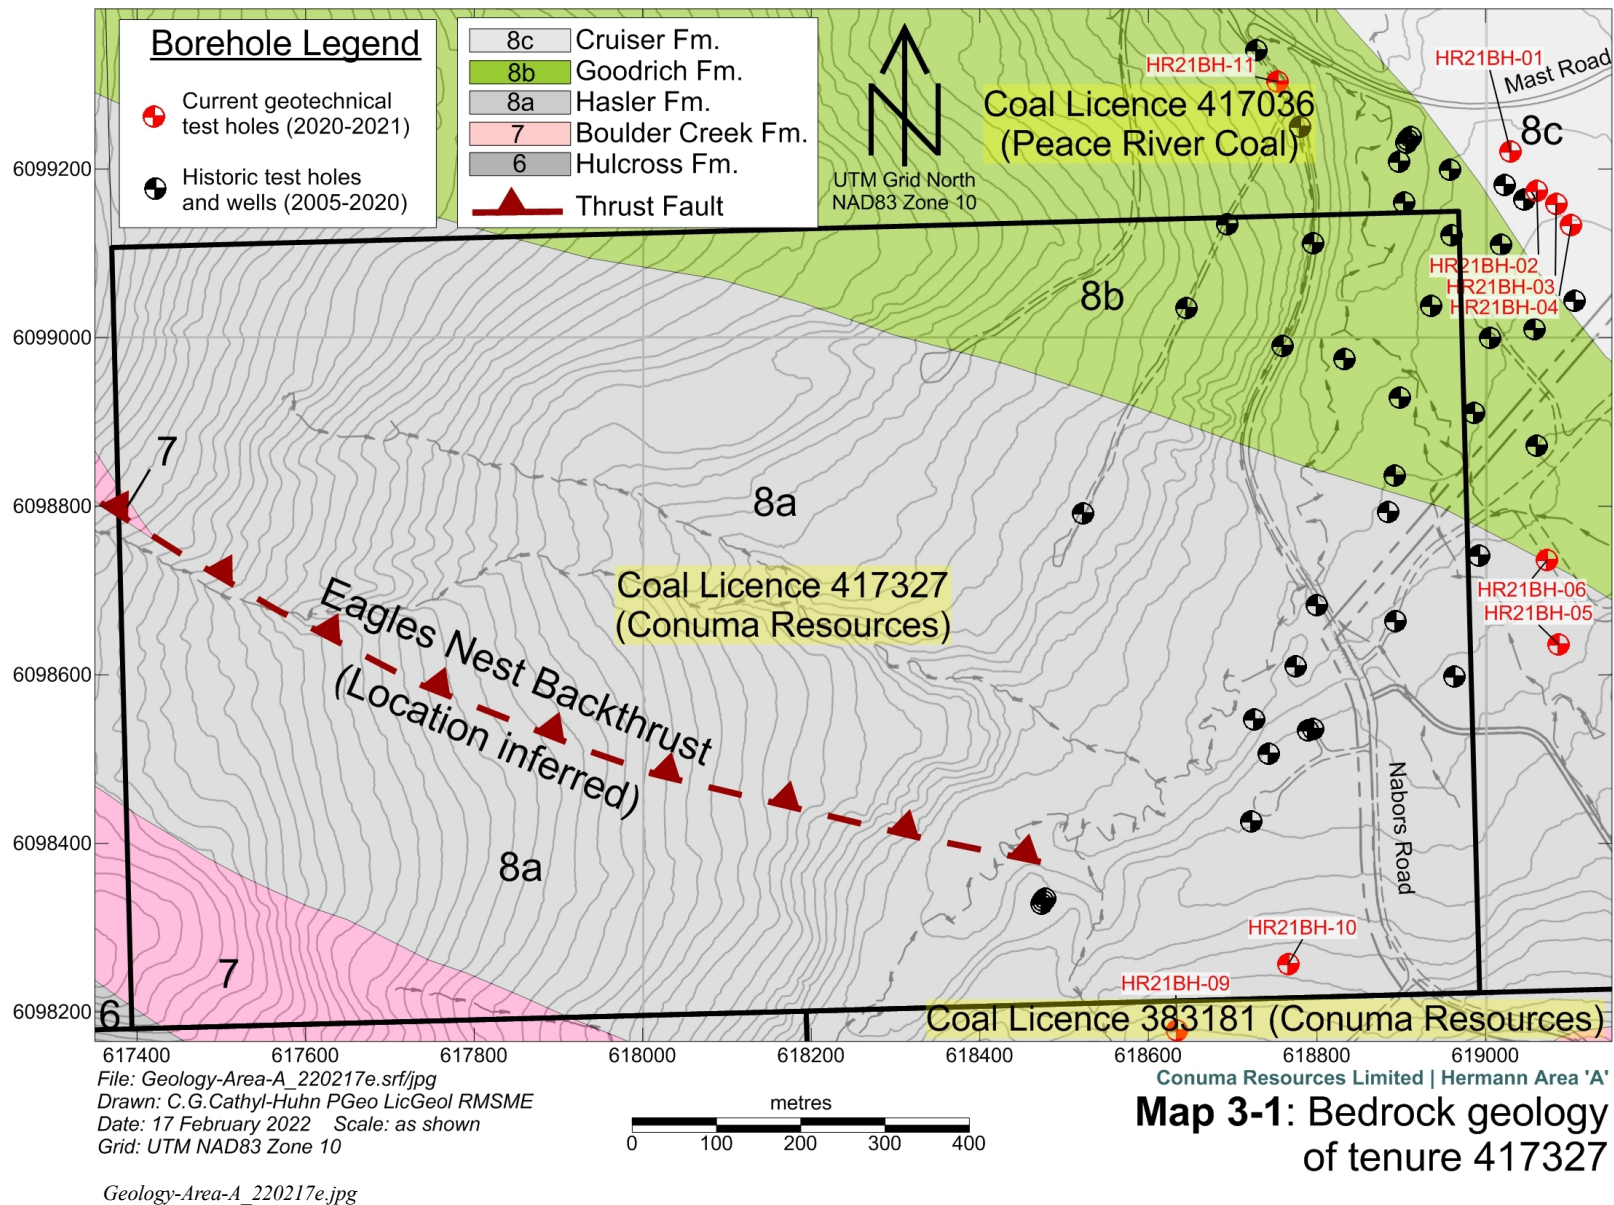 Borehole Legend
Current geotechnical
test holes (2020-2021)
Historic test holes
and wells (2005-2020)
8c Cruiser Fm.
8b Goodrich Fm.
8a Hasler Fm.
7 Boulder Creek Fm.
6 Hulcross Fm.
Thrust Fault
N
UTM Grid North
NAD83 Zone 10
HR21BH-11
Coal Licence 417036
(Peace River Coal)
HR21BH-01
Mast Road
8c
6099200
HR21BH-02
HR21BH-03
HR21BH-04
8b
6099000
7
8a
6098800
Coal Licence 417327
(Conuma Resources)
HR21BH-06
HR21BH-05
Eagles Nest Backthrust
(Location inferred)
6098600
Nabors Road
6098400
8a
7
HR21BH-10
HR21BH-09
6098200
6
Coal Licence 383181 (Conuma Resources)
617400 617600 617800 618000 618200 618400 618600 618800 619000
File: Geology-Area-A_220217e.srf/jpg
Drawn: C.G.Cathyl-Huhn PGeo LicGeol RMSME
Date: 17 February 2022 Scale: as shown
Grid: UTM NAD83 Zone 10
metres
0 100 200 300 400
Conuma Resources Limited | Hermann Area 'A'
Map 3-1: Bedrock geology
of tenure 417327
Geology-Area-A_220217e.jpg